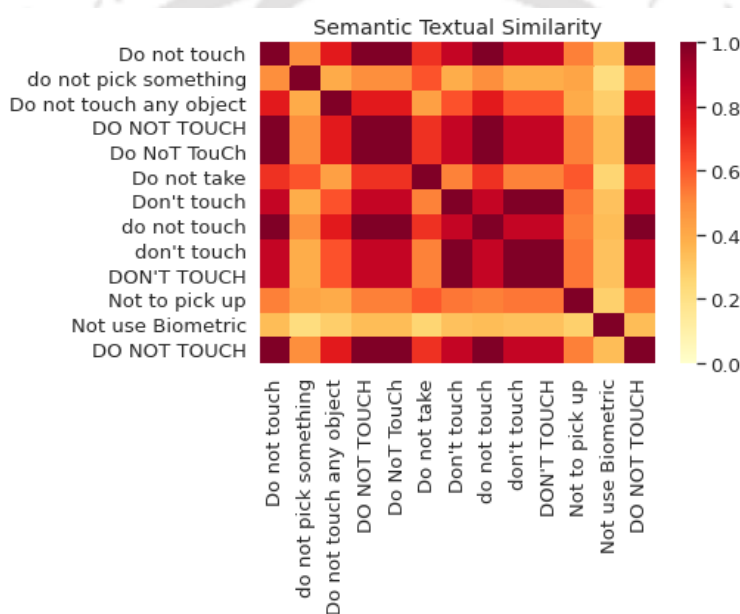 Semantic Textual Similarity
Do not touch
do not pick something
Do not touch any object
DO NOT TOUCH
Do NoT TouCh
Do not take
Don't touch
do not touch
don't touch
DON'T TOUCH
Not to pick up
Not use Biometric
DO NOT TOUCH
1.0
0.8
0.6
0.4
0.2
0.0
Do not touch
do not pick something
Do not touch any object
DO NOT TOUCH
Do NoT TouCh
Do not take
Don't touch
do not touch
don't touch
DON'T TOUCH
Not to pick up
Not use Biometric
DO NOT TOUCH